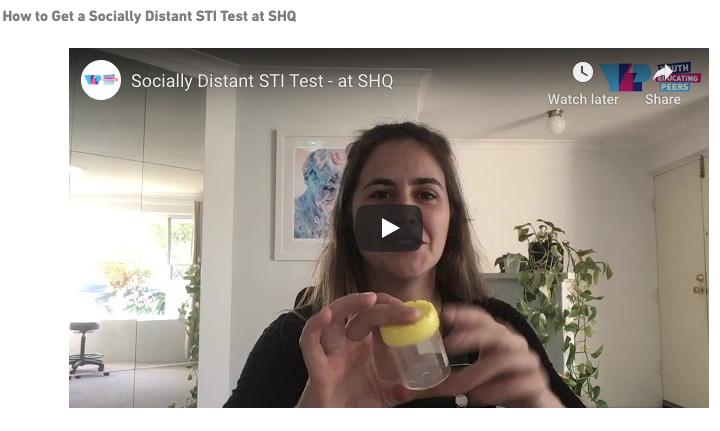 How to Get a Socially Distant STI Test at SHQ
Socially Distant STI Test - at SHQ
YEP
YOUTH
EDUCATING
PEERS
Watch later
Share